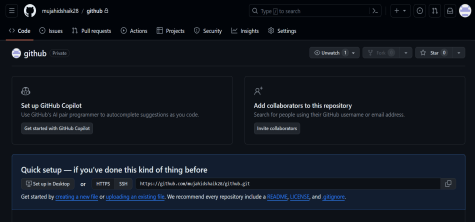 mujahidshaik28 / github
Type / to search
Code Issues Pull requests Actions Projects Security Insights Settings
github Private
Unwatch 1 Fork 0 Star 0
Set up GitHub Copilot
Use GitHub's AI pair programmer to autocomplete suggestions as you code.
Get started with GitHub Copilot
Add collaborators to this repository
Search for people using their GitHub username or email address.
Invite collaborators
Quick setup — if you've done this kind of thing before
Set up in Desktop or HTTPS SSH https://github.com/mujahidshaik28/github.git
Get started by creating a new file or uploading an existing file. We recommend every repository include a README, LICENSE, and .gitignore.